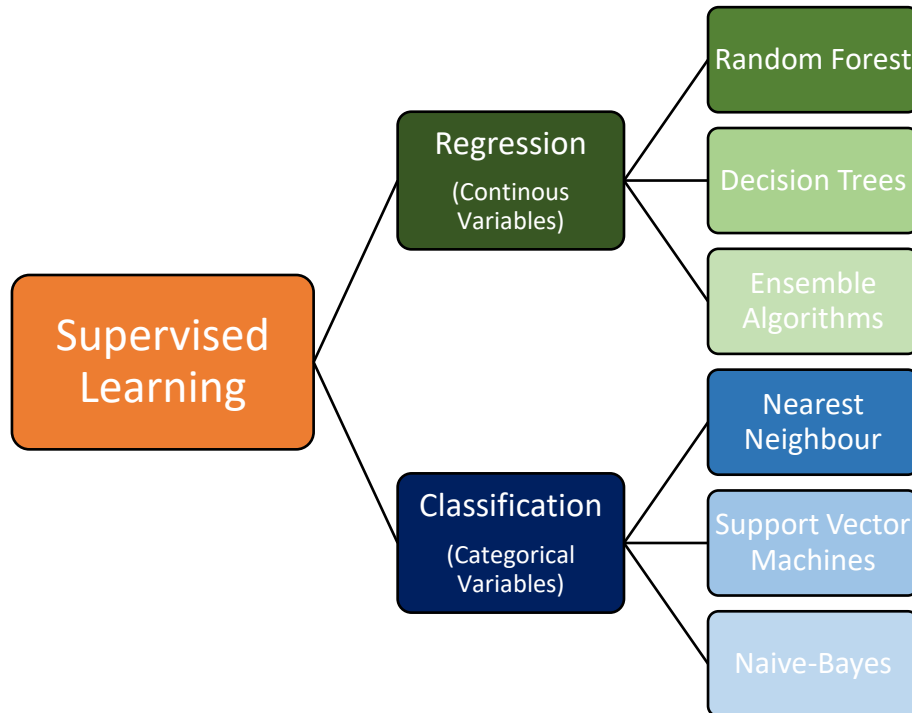 Supervised
Learning
Regression
(Continous
Variables)
Random Forest
Decision Trees
Ensemble
Algorithms
Classification
(Categorical
Variables)
Nearest
Neighbour
Support Vector
Machines
Naive-Bayes